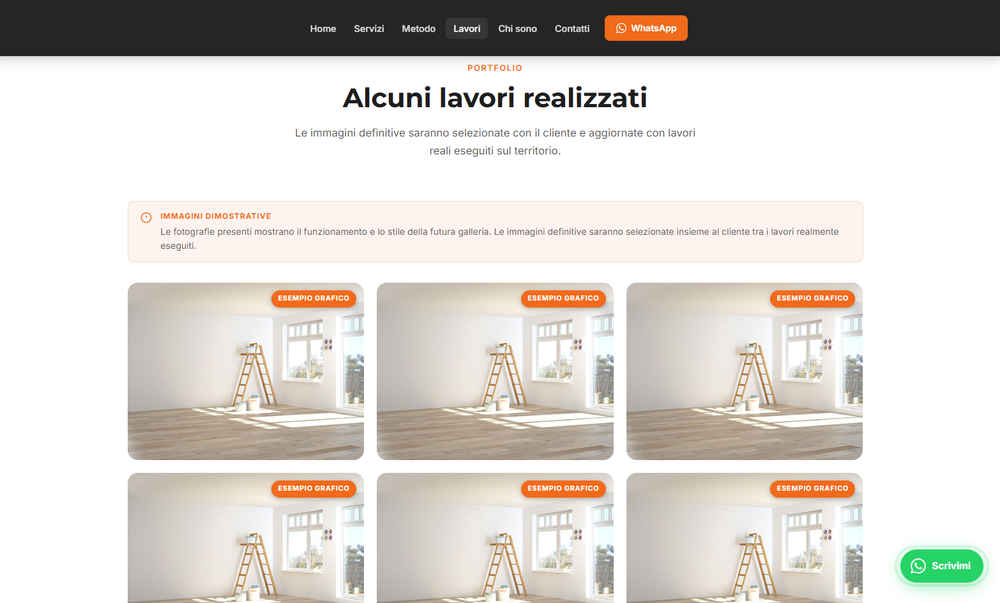 Home Servizi Metodo Lavori Chi sono Contatti WhatsApp
PORTFOLIO
Alcuni lavori realizzati
Le immagini definitive saranno selezionate con il cliente e aggiornate con lavori
reali eseguiti sul territorio.
IMMAGINI DIMOSTRATIVE
Le fotografie presenti mostrano il funzionamento e lo stile della futura galleria. Le immagini definitive saranno selezionate insieme al cliente tra i lavori realmente
eseguiti.
ESEMPIO GRAFICO ESEMPIO GRAFICO ESEMPIO GRAFICO
ESEMPIO GRAFICO ESEMPIO GRAFICO ESEMPIO GRAFICO
Scrivimi